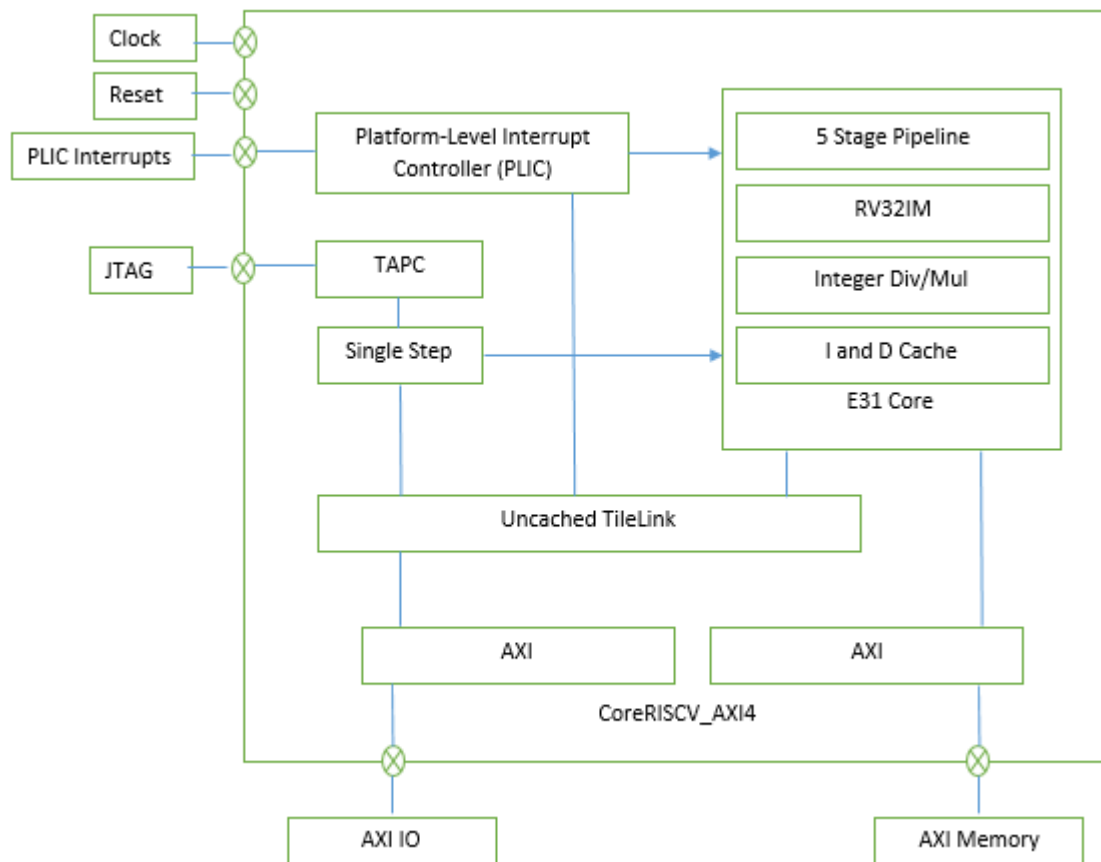 Clock
Reset
PLIC Interrupts
Platform-Level Interrupt
Controller (PLIC)
5 Stage Pipeline
RV32IM
JTAG
TAPC
Integer Div/Mul
Single Step
I and D Cache
E31 Core
Uncached TileLink
AXI
AXI
CoreRISCV_AXI4
AXI IO
AXI Memory